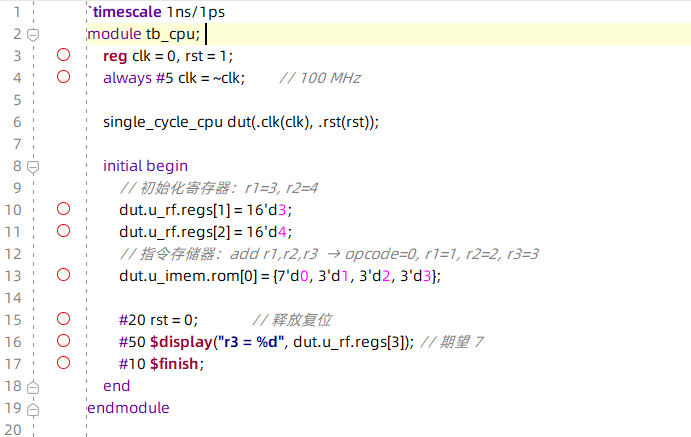 1 `timescale 1ns/1ps
2 module tb_cpu;
3 reg clk = 0, rst = 1;
4 always #5 clk = ~clk; // 100 MHz
5
6 single_cycle_cpu dut(.clk(clk), .rst(rst));
7
8 initial begin
9 // 初始化寄存器：r1=3, r2=4
10 dut.u_rf.regs[1] = 16'd3;
11 dut.u_rf.regs[2] = 16'd4;
12 // 指令存储器：add r1,r2,r3 → opcode=0, r1=1, r2=2, r3=3
13 dut.u_imem.rom[0] = {7'd0, 3'd1, 3'd2, 3'd3};
14
15 #20 rst = 0; // 释放复位
16 #50 $display("r3 = %d", dut.u_rf.regs[3]); // 期望 7
17 #10 $finish;
18 end
19 endmodule
20